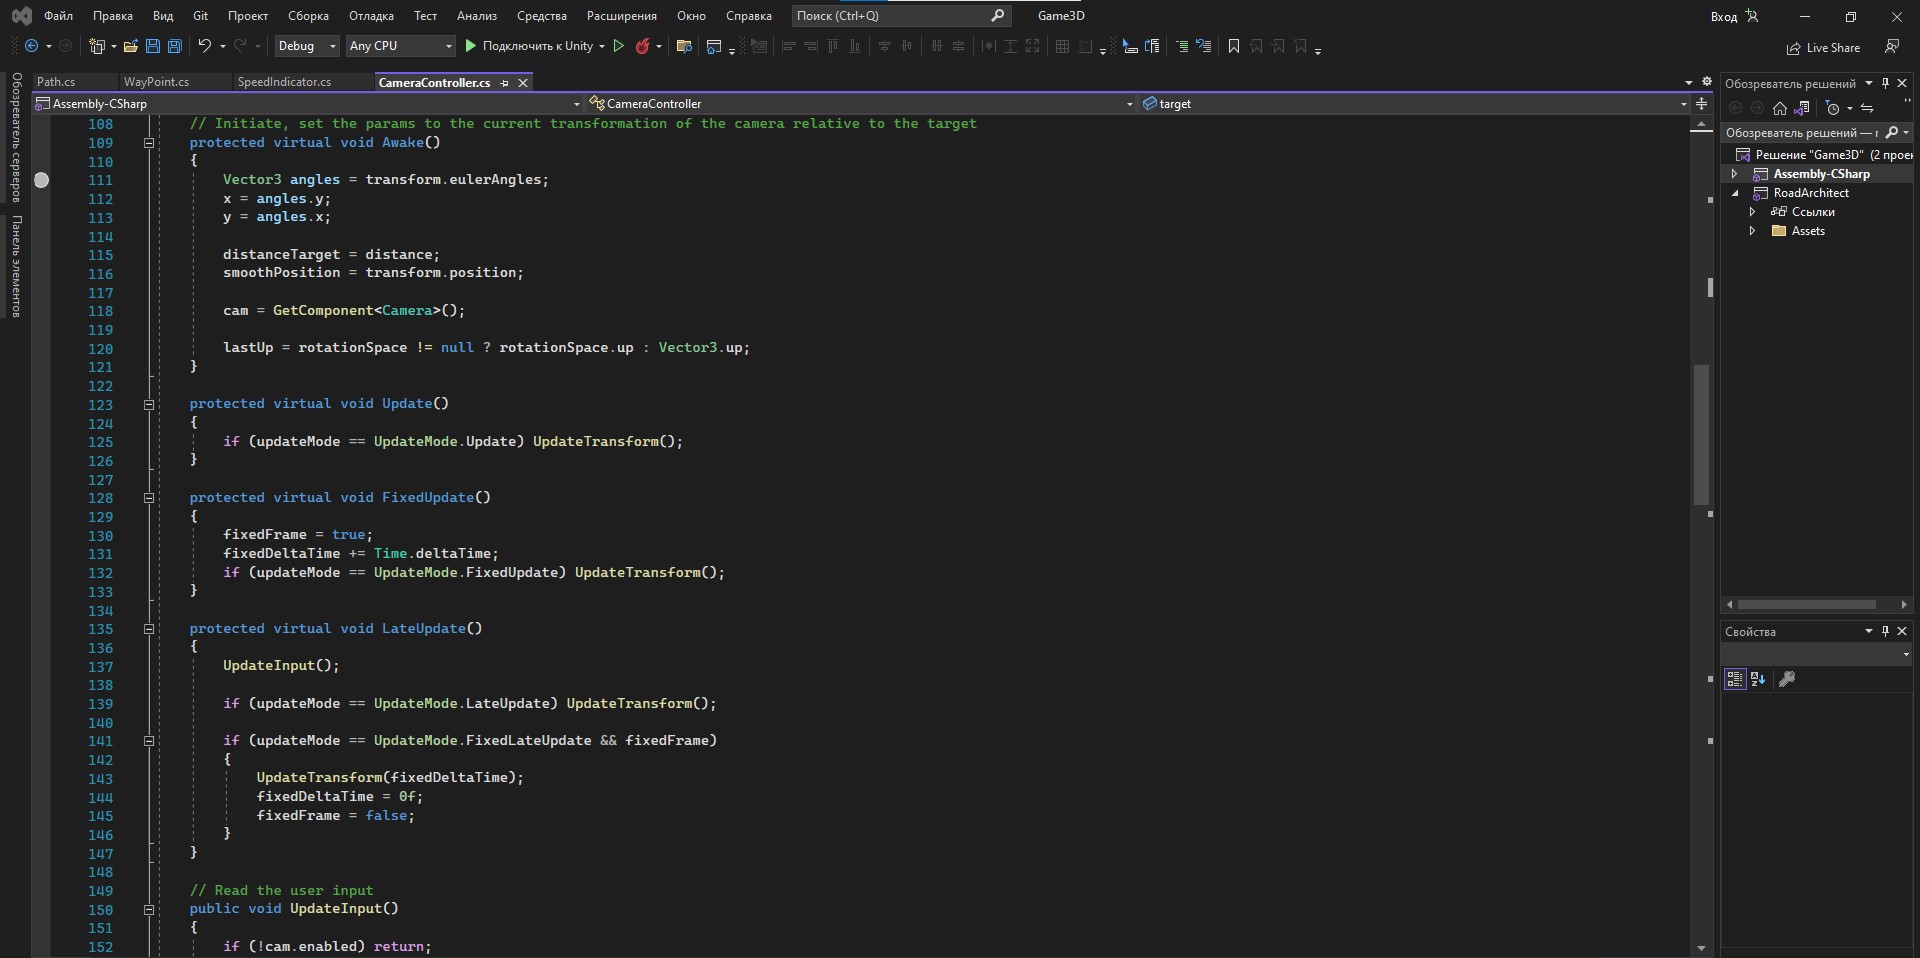 Файл Правка Вид Git Проект Сборка Отладка Тест Анализ Средства Расширения Окно Справка Поиск (Ctrl+Q) Game3D Вход
Debug Any CPU Подключить к Unity Live Share
Обозреватель серверов
Панель элементов
Path.cs WayPoint.cs SpeedIndicator.cs CameraController.cs
Assembly-CSharp CameraController target
108 // Initiate, set the params to the current transformation of the camera relative to the target
109 protected virtual void Awake()
110 {
111 Vector3 angles = transform.eulerAngles;
112 x = angles.y;
113 y = angles.x;
114
115 distanceTarget = distance;
116 smoothPosition = transform.position;
117
118 cam = GetComponent<Camera>();
119
120 lastUp = rotationSpace != null ? rotationSpace.up : Vector3.up;
121 }
122
123 protected virtual void Update()
124 {
125 if (updateMode == UpdateMode.Update) UpdateTransform();
126 }
127
128 protected virtual void FixedUpdate()
129 {
130 fixedFrame = true;
131 fixedDeltaTime += Time.deltaTime;
132 if (updateMode == UpdateMode.FixedUpdate) UpdateTransform();
133 }
134
135 protected virtual void LateUpdate()
136 {
137 UpdateInput();
138
139 if (updateMode == UpdateMode.LateUpdate) UpdateTransform();
140
141 if (updateMode == UpdateMode.FixedLateUpdate && fixedFrame)
142 {
143 UpdateTransform(fixedDeltaTime);
144 fixedDeltaTime = 0f;
145 fixedFrame = false;
146 }
147 }
148
149 // Read the user input
150 public void UpdateInput()
151 {
152 if (!cam.enabled) return;
Обозреватель решений
Обозреватель решений —
Решение "Game3D" (2 прое
Assembly-CSharp
RoadArchitect
Ссылки
Assets
Свойства